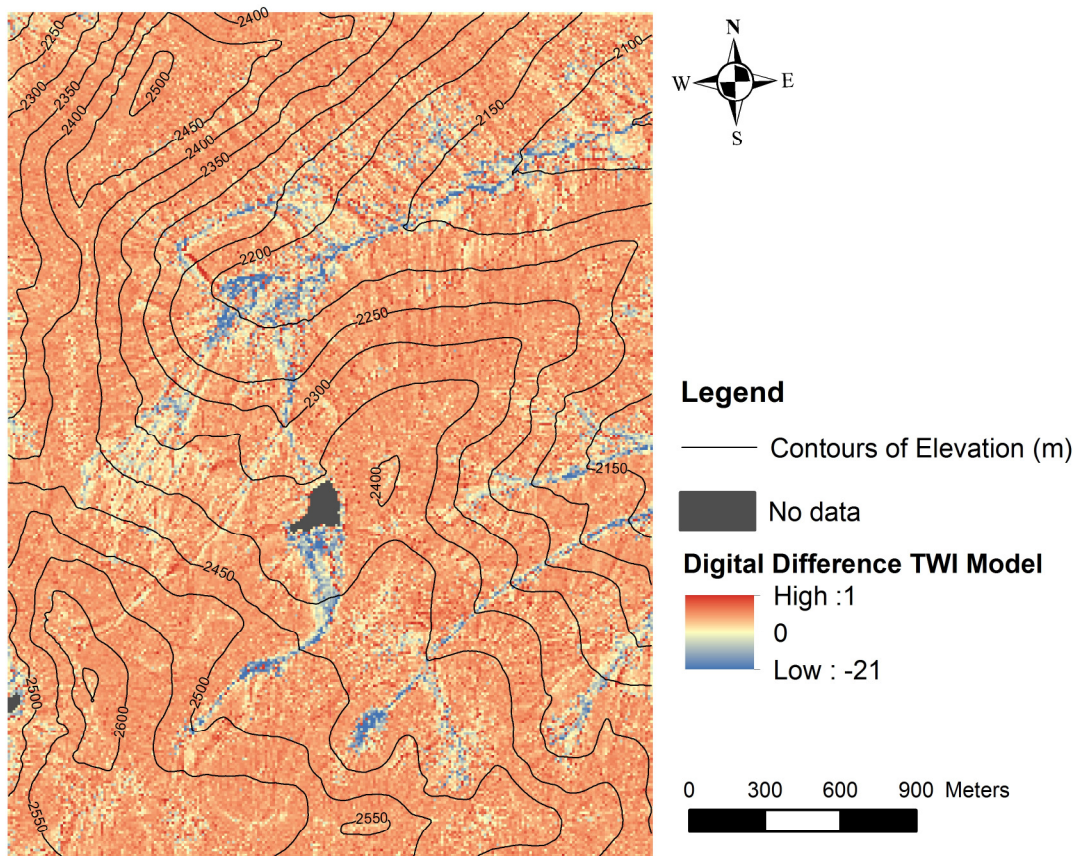 2400
2250
2100
2300
2350
2400
2500
2450
2400
2350
2150
2200
2250
2300
2400
2150
2450
2500
2500
2600
2550
2550
N
W E
S
Legend
Contours of Elevation (m)
No data
Digital Difference TWI Model
High :1
0
Low : -21
0 300 600 900 Meters